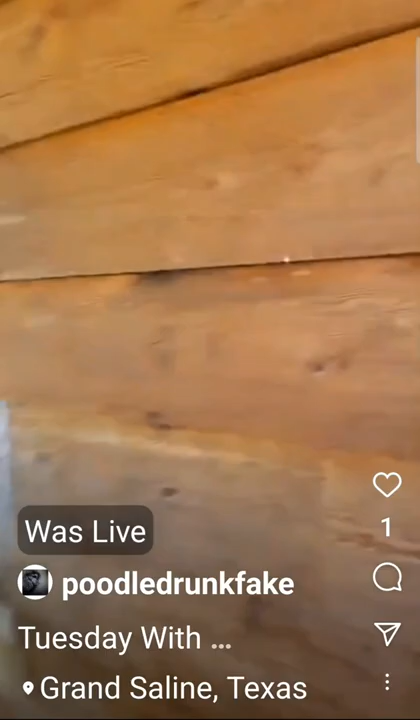 1
Was Live
poodledrunkfake
Tuesday With ...
Grand Saline, Texas